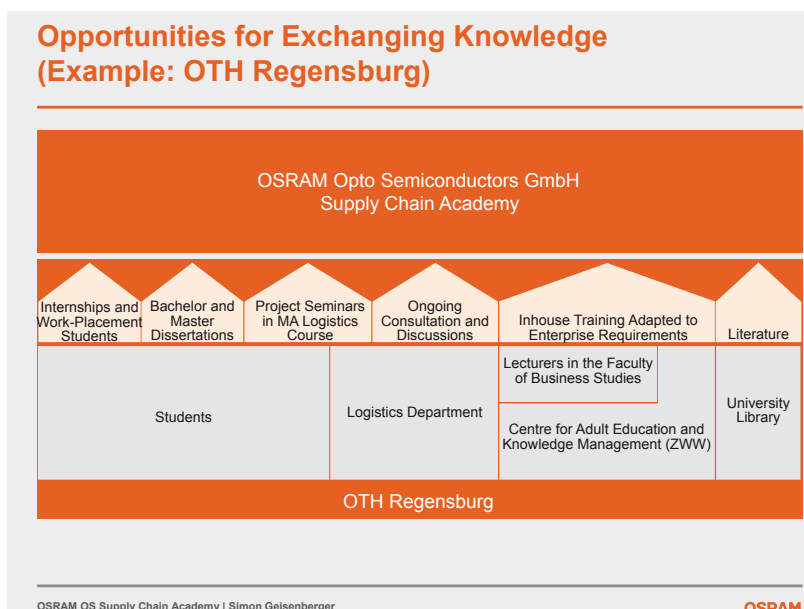 Opportunities for Exchanging Knowledge
(Example: OTH Regensburg)
OSRAM Opto Semiconductors GmbH
Supply Chain Academy
Internships and
Work-Placement
Students
Bachelor and
Master
Dissertations
Project Seminars
in MA Logistics
Course
Ongoing
Consultation and
Discussions
Inhouse Training Adapted to
Enterprise Requirements
Literature
Students
Logistics Department
Lecturers in the Faculty
of Business Studies
Centre for Adult Education and
Knowledge Management (ZWW)
University
Library
OTH Regensburg
OSRAM OS Supply Chain Academy | Simon Geisenberger
OSRAM